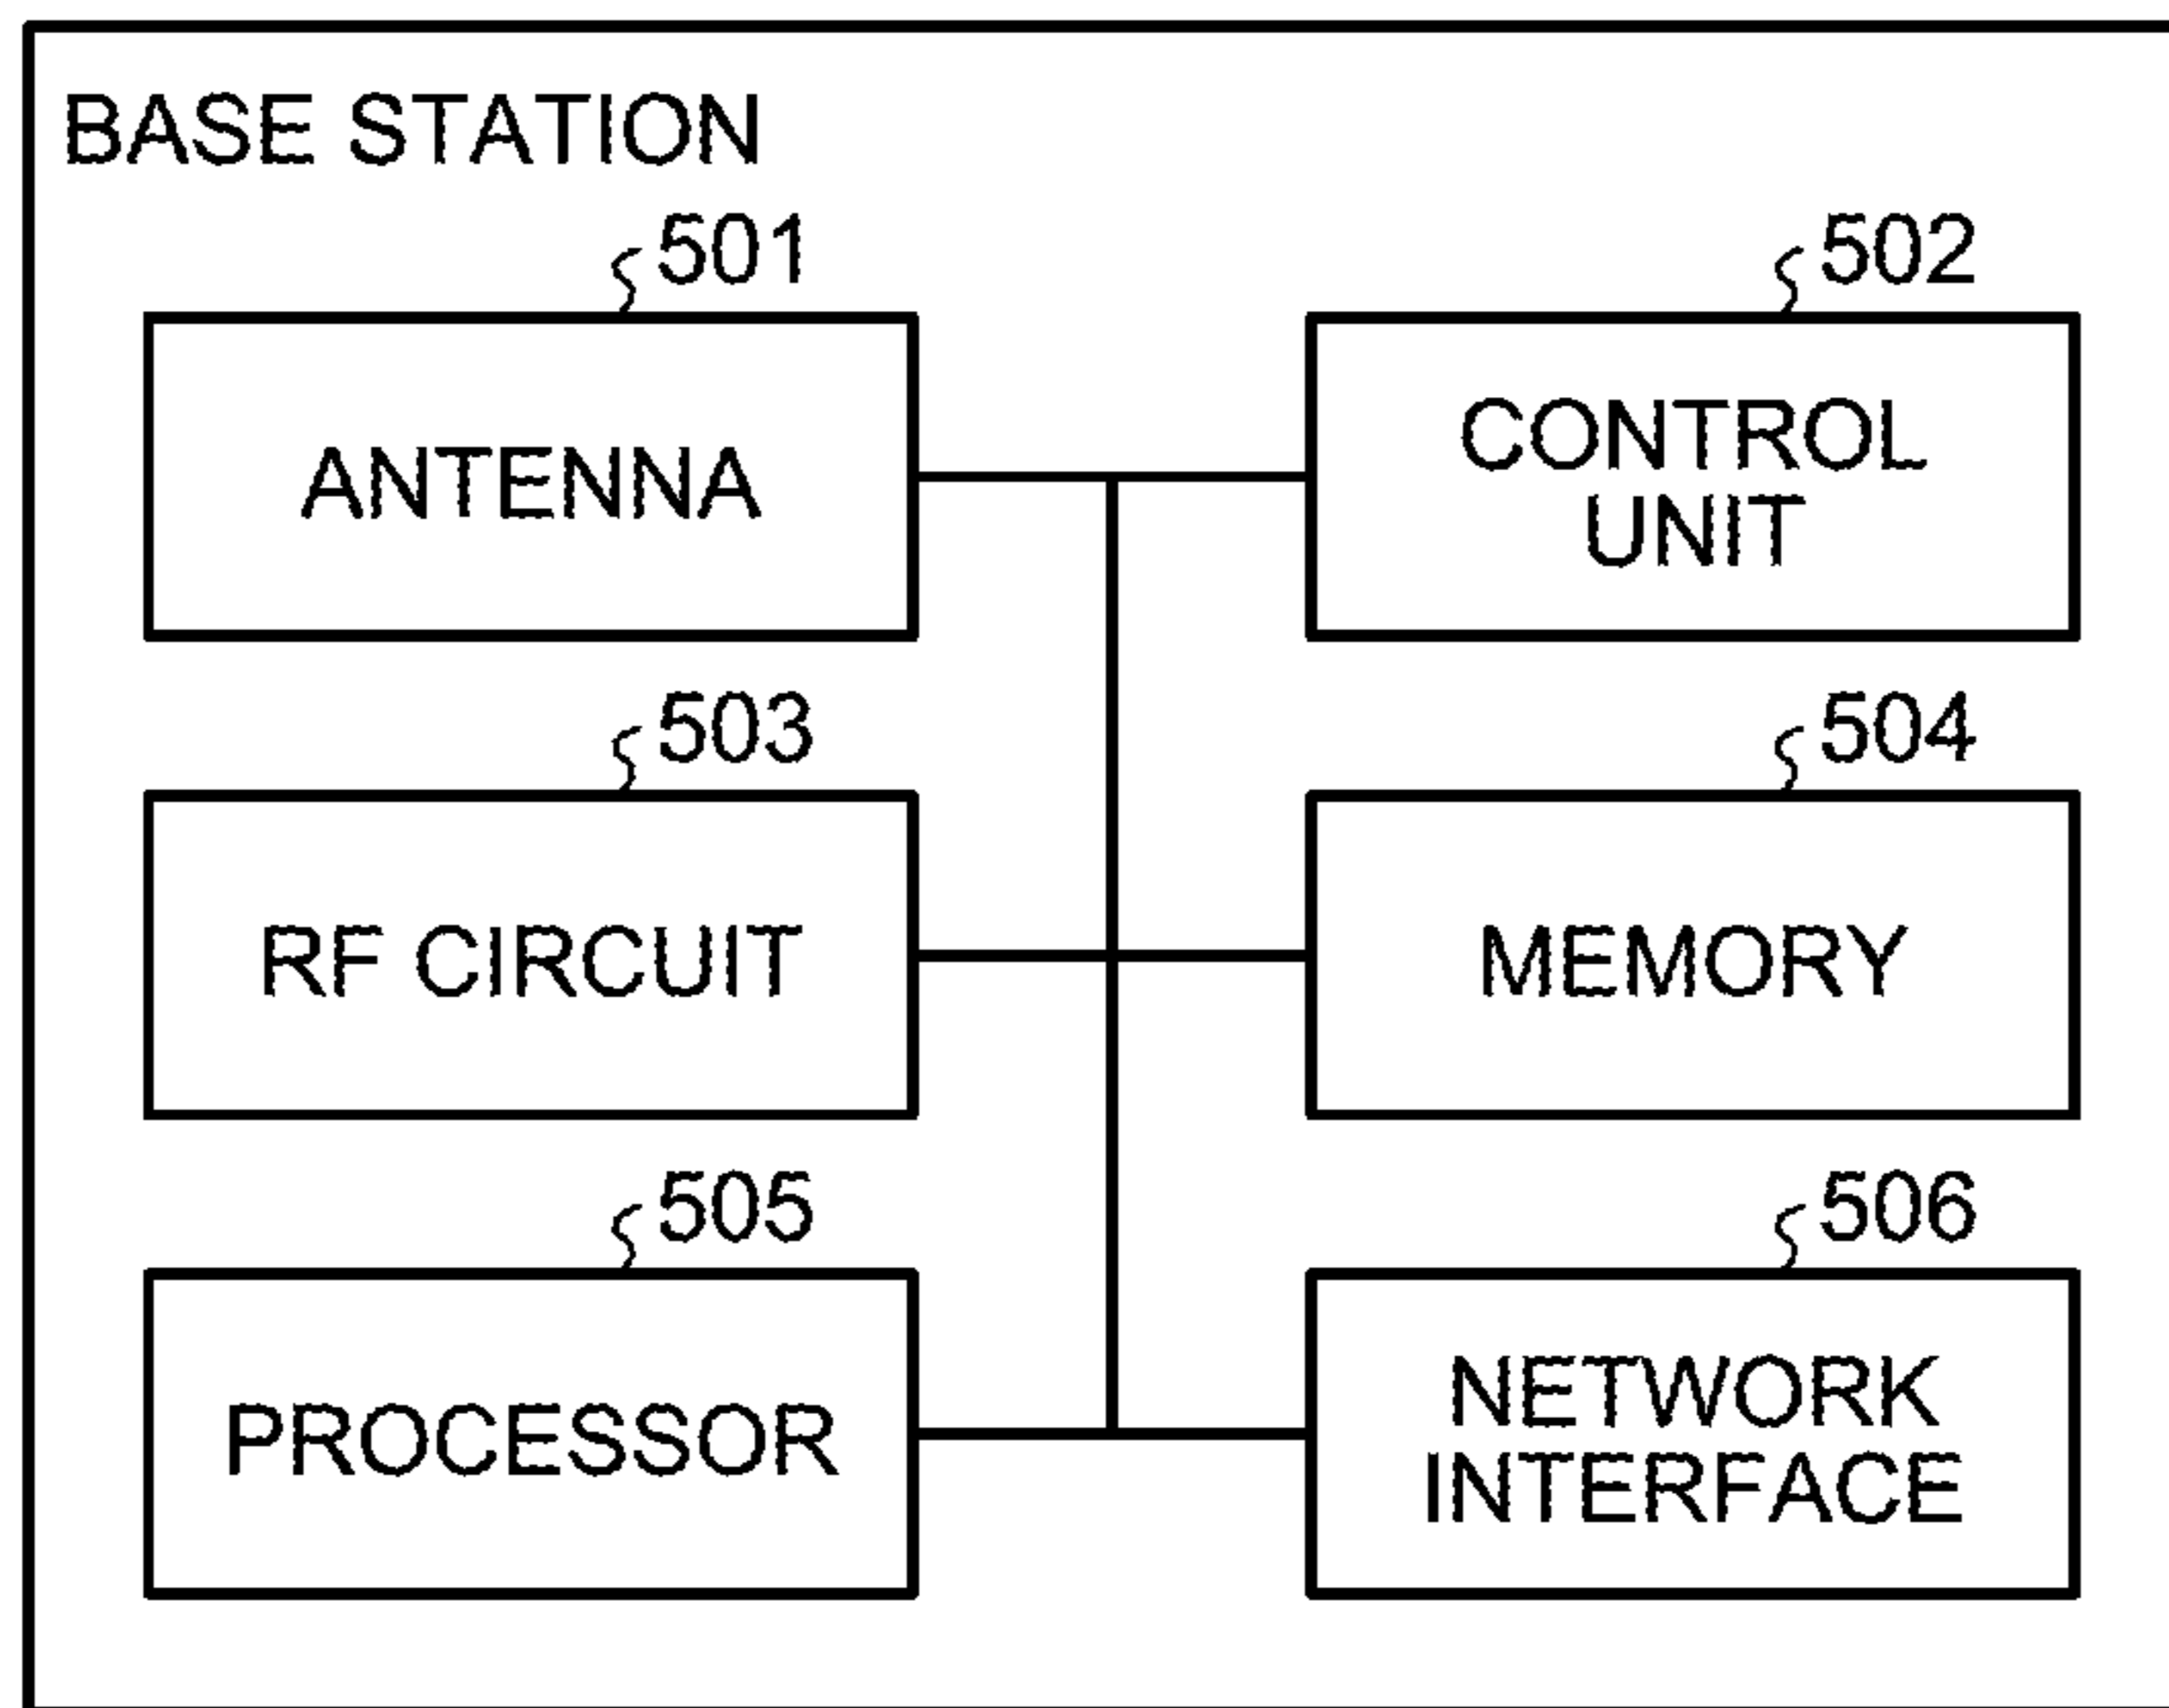 BASE STATION
501
502
ANTENNA
CONTROL
UNIT
503
504
RF CIRCUIT
MEMORY
505
506
PROCESSOR
NETWORK
INTERFACE